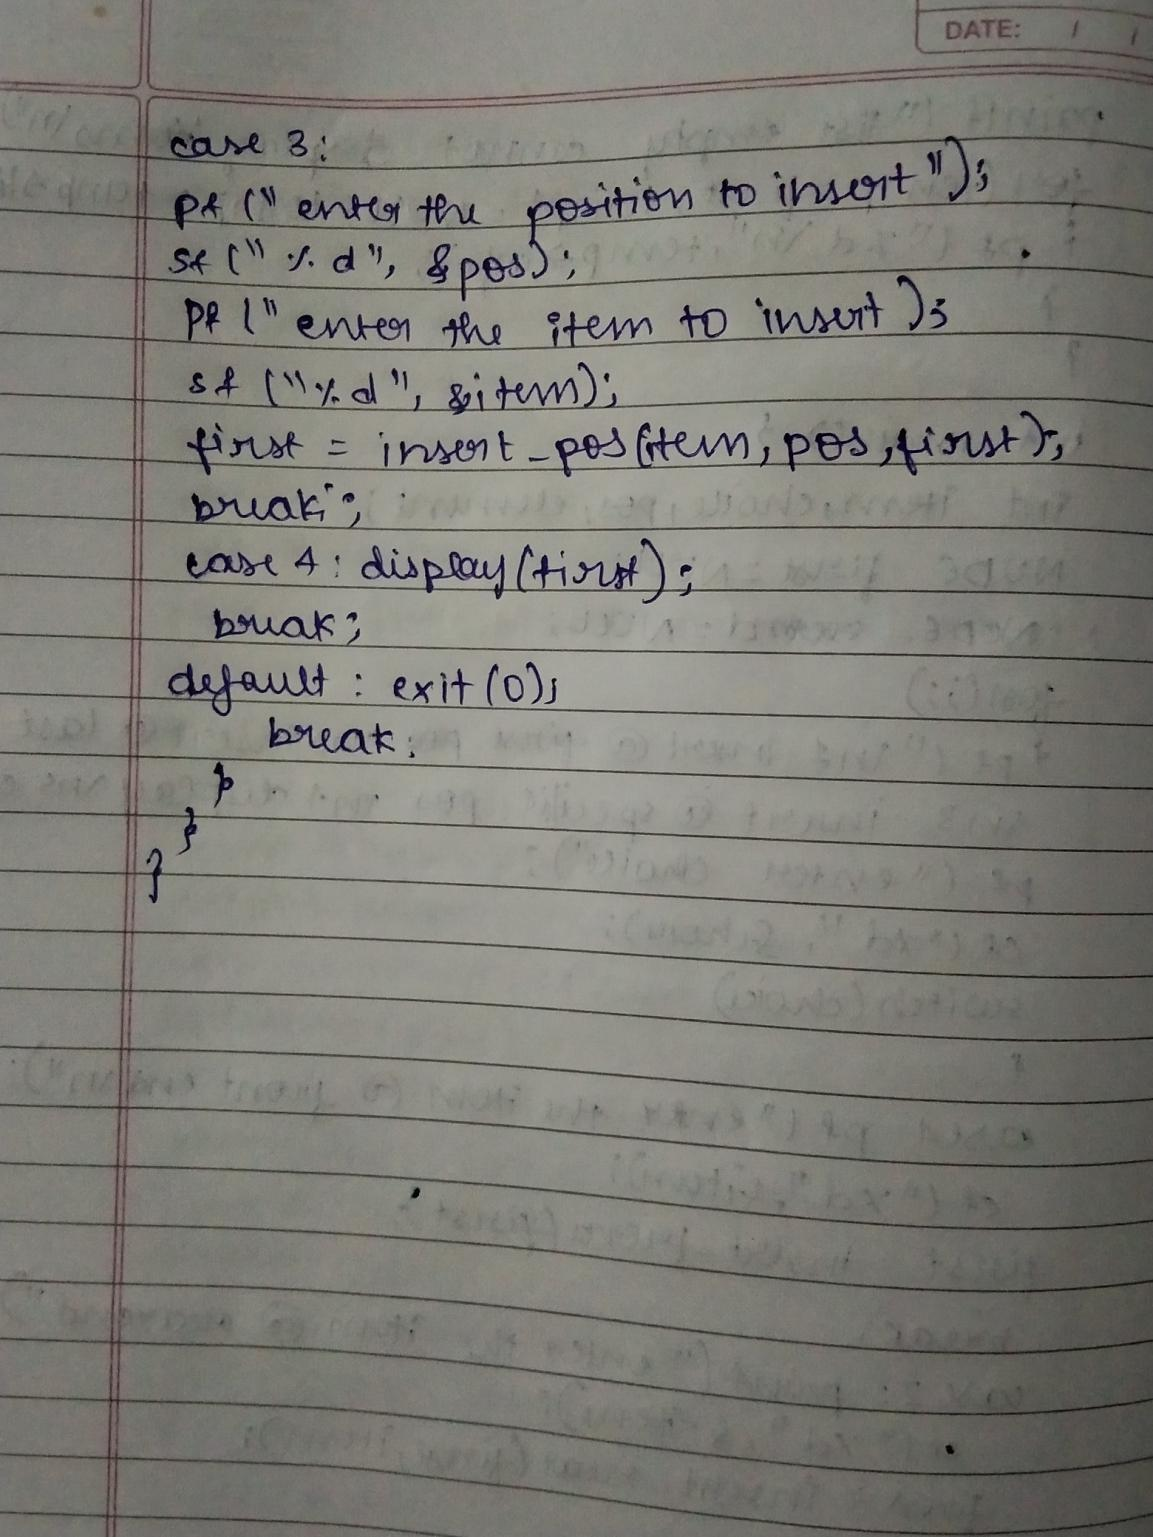 DATE: / /
case 3:
pf (" enter the position to insert ");
sf (" %d", &pos);
pf (" enter the item to insert );
sf ("%d", &item);
first = insert_pos(item, pos, first);
break;
case 4: display(first);
break;
default : exit(0);
break;
}
}
}